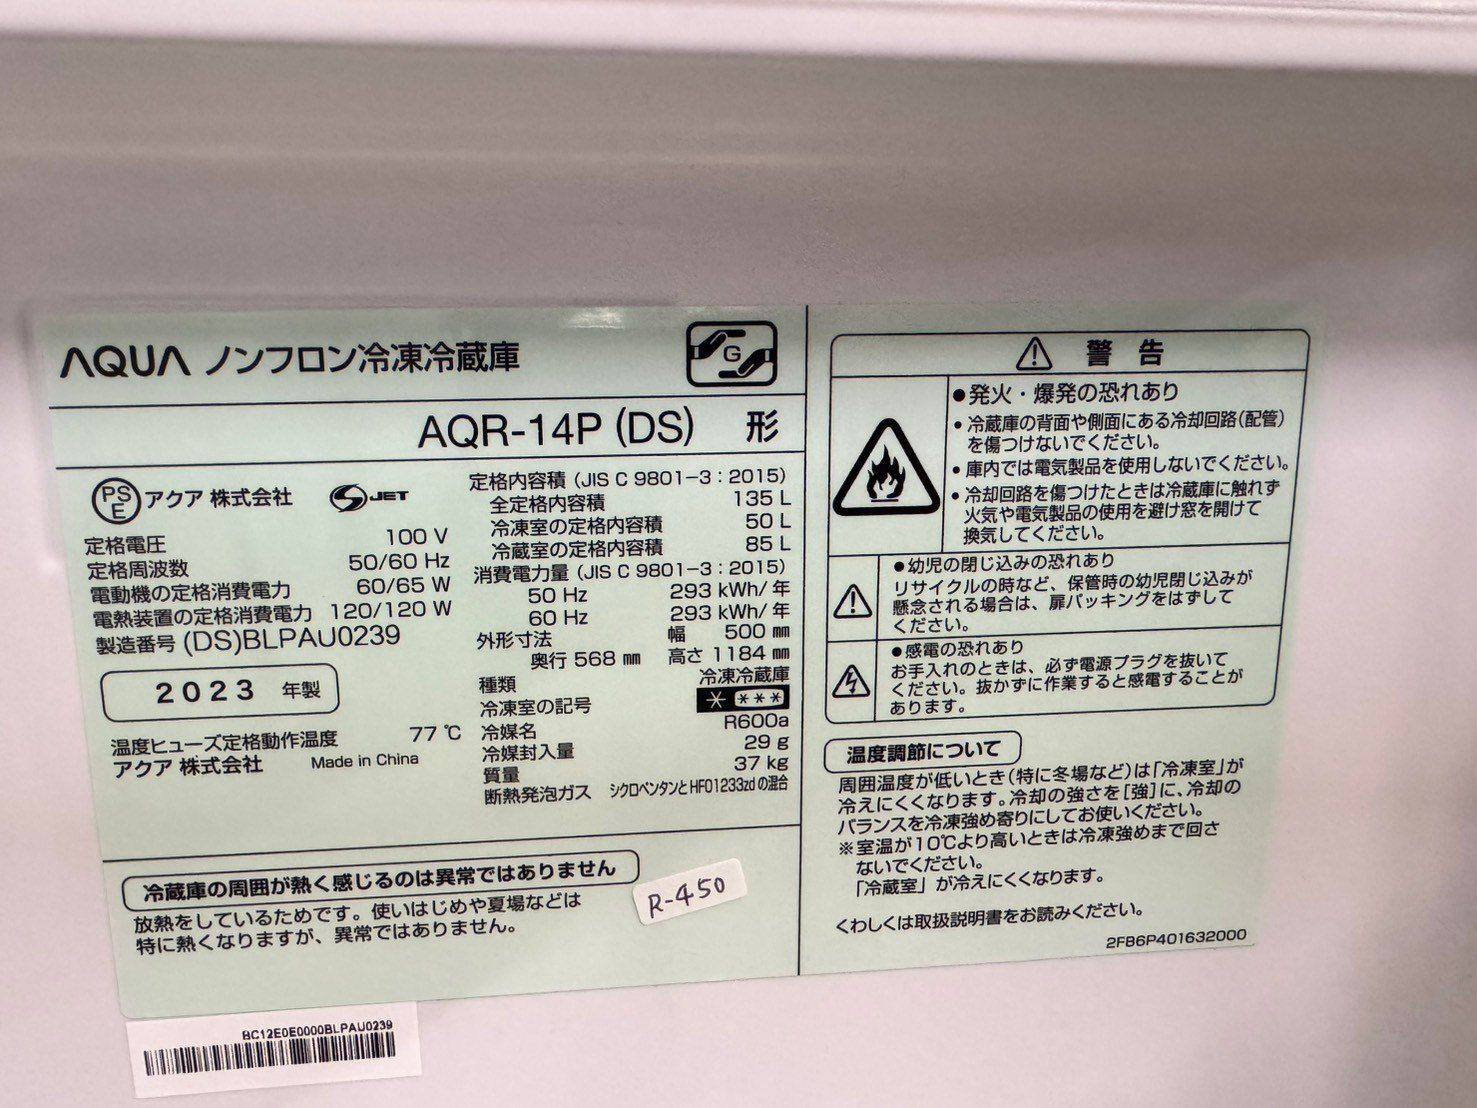 AQUA ノンフロン冷凍冷蔵庫
G
AQR-14P (DS) 形
PSE アクア 株式会社 JET
定格電圧 100 V
定格周波数 50/60 Hz
電動機の定格消費電力 60/65 W
電熱装置の定格消費電力 120/120 W
製造番号 (DS)BLPAU0239
2023 年製
温度ヒューズ定格動作温度 77 ℃
アクア 株式会社 Made in China
定格内容積 (JIS C 9801-3 : 2015)
全定格内容積 135 L
冷凍室の定格内容積 50 L
冷蔵室の定格内容積 85 L
消費電力量 (JIS C 9801-3 : 2015)
50 Hz 293 kWh/年
60 Hz 293 kWh/年
外形寸法 幅 500 ㎜
奥行 568 ㎜ 高さ 1184 ㎜
種類 冷凍冷蔵庫
冷凍室の記号 * ***
冷媒名 R600a
冷媒封入量 29 g
質量 37 kg
断熱発泡ガス シクロペンタンとHFO1233zdの混合
冷蔵庫の周囲が熱く感じるのは異常ではありません
放熱をしているためです。使いはじめや夏場などは
特に熱くなりますが、異常ではありません。
R-450
BC12E0E0000BLPAU0239
警告
●発火・爆発の恐れあり
・冷蔵庫の背面や側面にある冷却回路(配管)
を傷つけないでください。
・庫内では電気製品を使用しないでください。
・冷却回路を傷つけたときは冷蔵庫に触れず
火気や電気製品の使用を避け窓を開けて
換気してください。
●幼児の閉じ込みの恐れあり
リサイクルの時など、保管時の幼児閉じ込みが
懸念される場合は、扉パッキングをはずして
ください。
●感電の恐れあり
お手入れのときは、必ず電源プラグを抜いて
ください。抜かずに作業すると感電することが
あります。
温度調節について
周囲温度が低いとき(特に冬場など)は「冷凍室」が
冷えにくくなります。冷却の強さを[強]に、冷却の
バランスを冷凍強め寄りにしてお使いください。
※室温が10℃より高いときは冷凍強めまで回さ
ないでください。
「冷蔵室」が冷えにくくなります。
くわしくは取扱説明書をお読みください。
2FB6P401632000